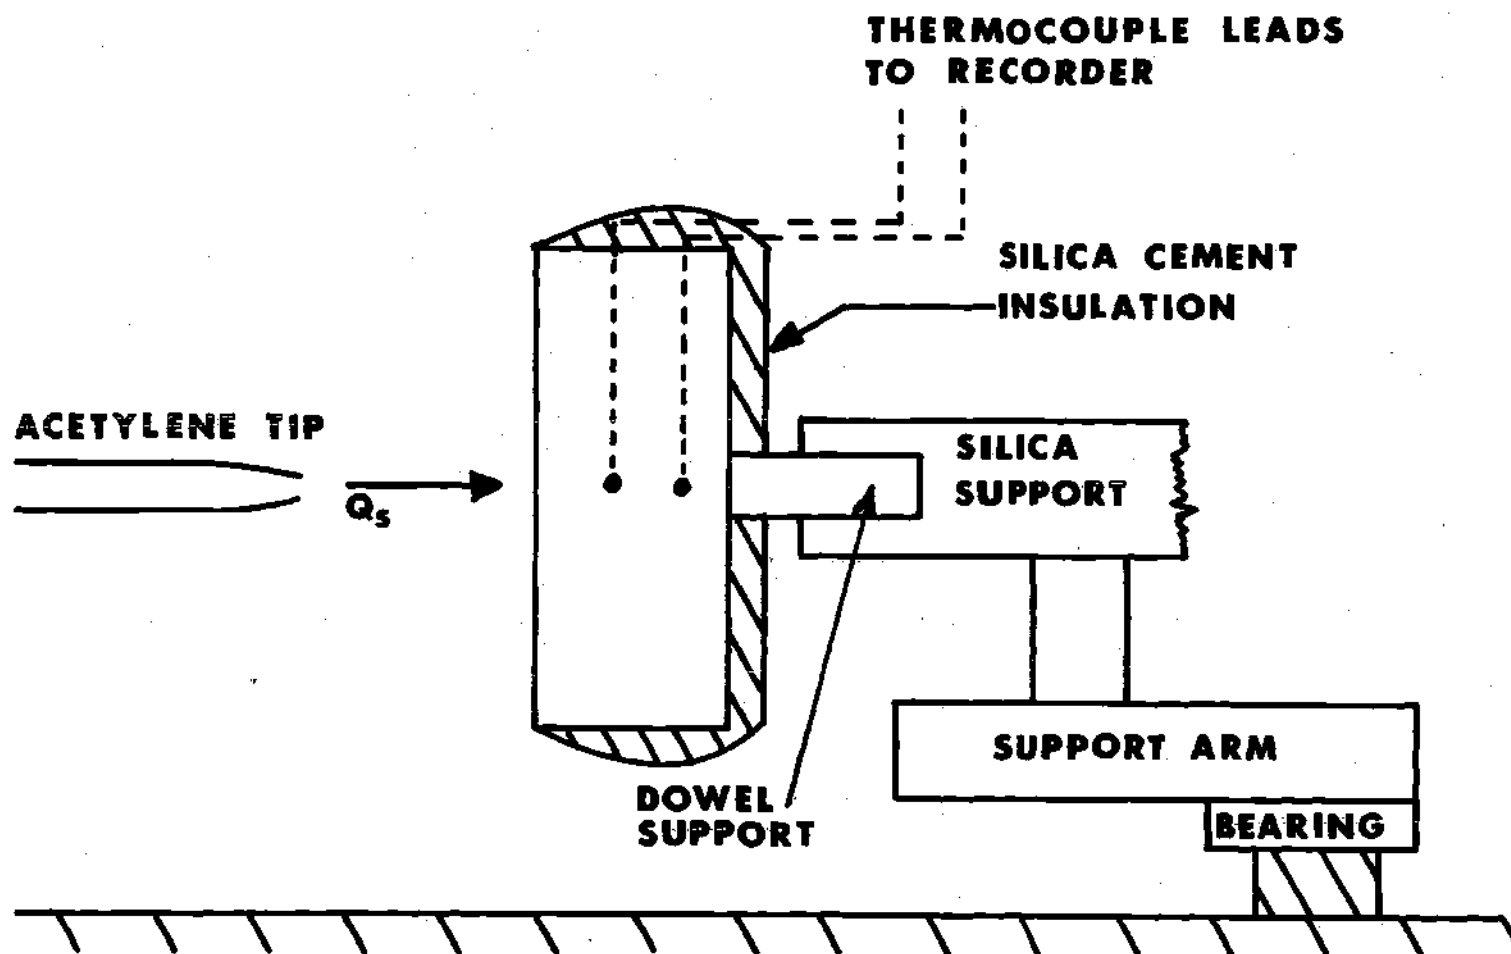 THERMOCOUPLE LEADS
TO RECORDER
SILICA CEMENT
INSULATION
ACETYLENE TIP
Qs
SILICA
SUPPORT
SUPPORT ARM
DOWEL
SUPPORT
BEARING